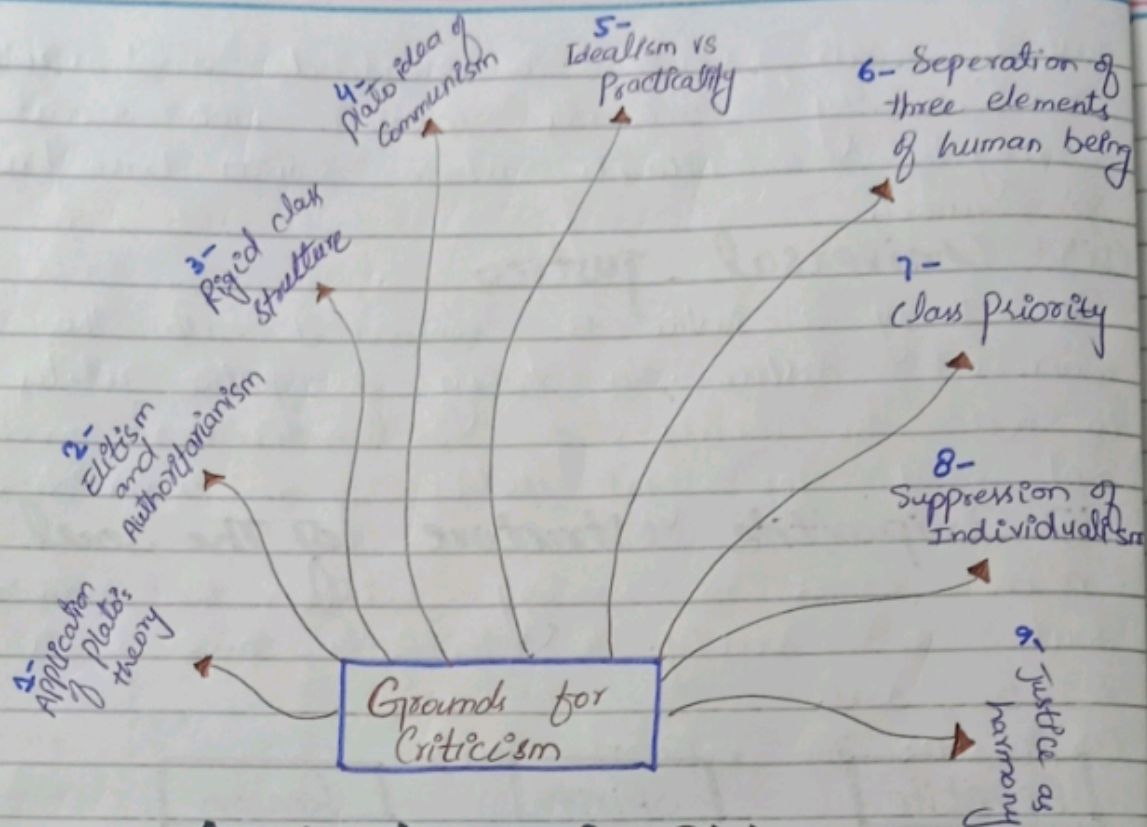 1-
Application
of Plato's
theory
2-
Elitism
and
Authoritarianism
3-
Rigid class
structure
4-
Plato idea of
Communism
5-
Idealism vs
Practicality
6- Seperation of
three elements
of human being
7-
Class Priority
8-
Suppression of
Individualism
9- Justice as
harmony
Grounds for
Criticism